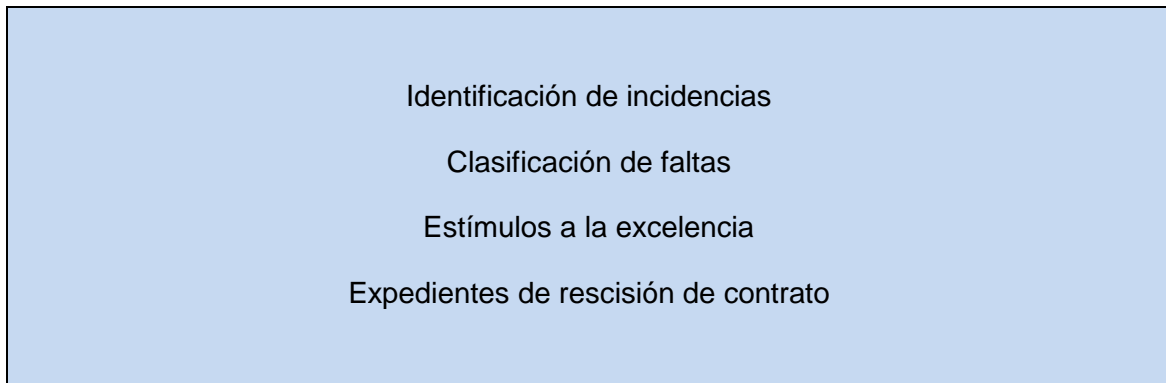 Identificación de incidencias
Clasificación de faltas
Estímulos a la excelencia
Expedientes de rescisión de contrato